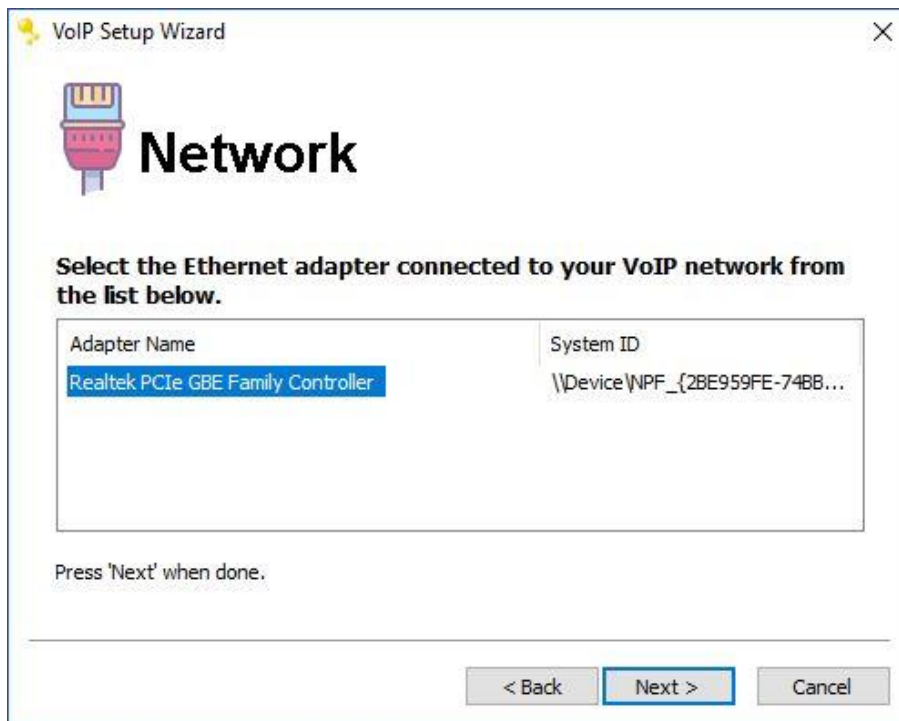 VoIP Setup Wizard
Network
Select the Ethernet adapter connected to your VoIP network from
the list below.
Adapter Name System ID
Realtek PCIe GBE Family Controller \\Device\NPF_{2BE959FE-74BB...
Press 'Next' when done.
< Back Next > Cancel